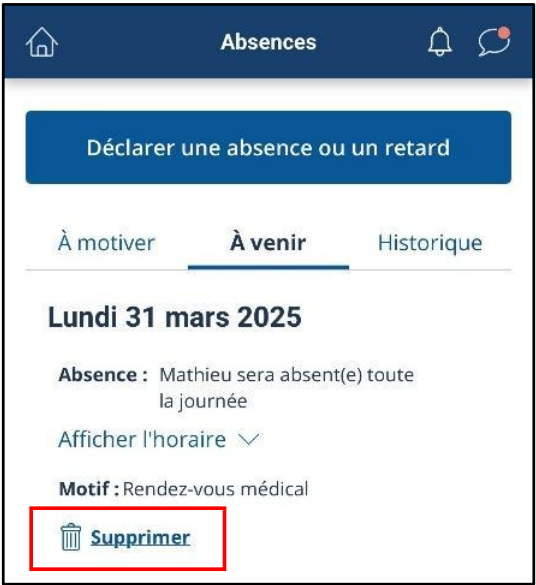 Absences
Déclarer une absence ou un retard
À motiver À venir Historique
Lundi 31 mars 2025
Absence : Mathieu sera absent(e) toute
la journée
Afficher l'horaire
Motif : Rendez-vous médical
Supprimer